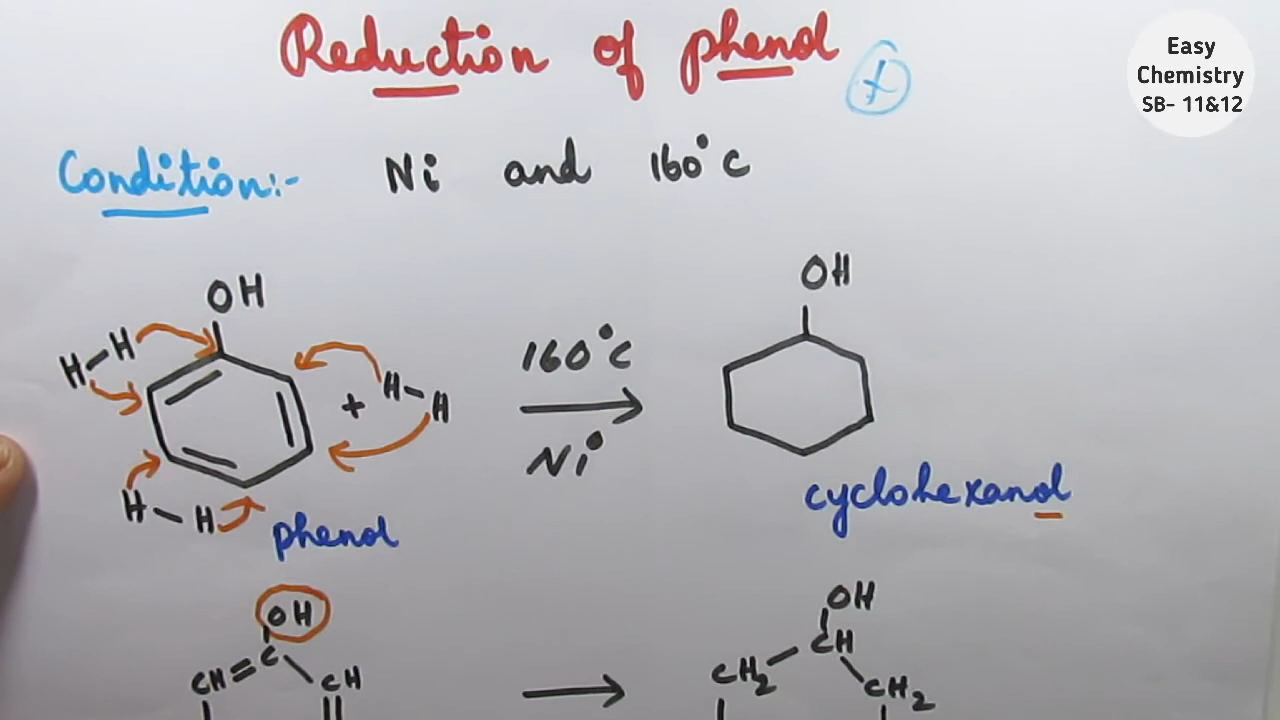 Reduction of phenol
+
Easy
Chemistry
SB- 11&12
Condition:- Ni and 160°C
OH
H-H
+
H-H
H-H
phenol
160°C
Ni
OH
cyclohexanol
OH
CH=C
CH
OH
CH
CH₂
CH₂